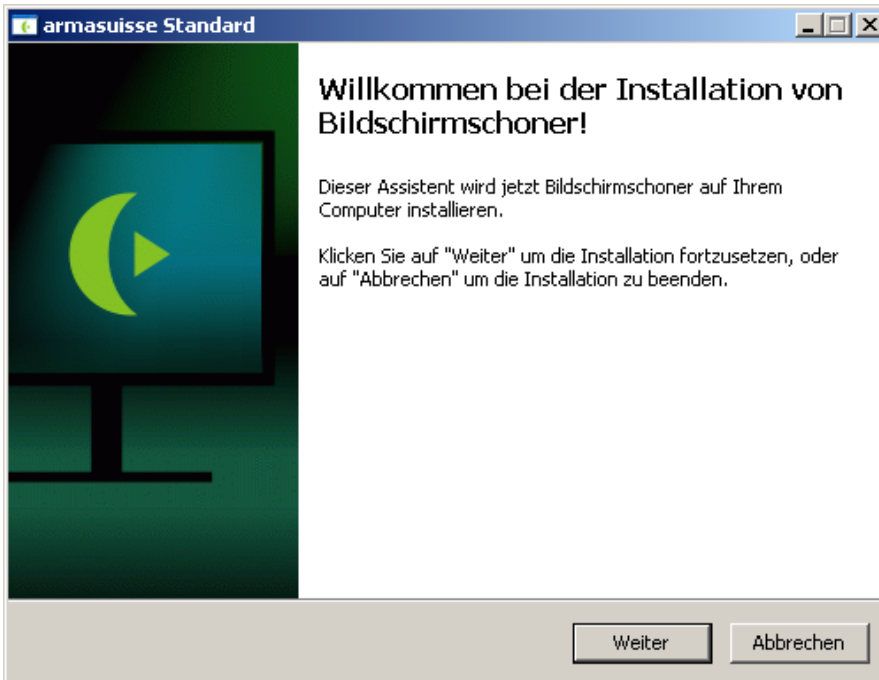 armasuisse Standard
Willkommen bei der Installation von
Bildschirmschoner!
Dieser Assistent wird jetzt Bildschirmschoner auf Ihrem
Computer installieren.
Klicken Sie auf "Weiter" um die Installation fortzusetzen, oder
auf "Abbrechen" um die Installation zu beenden.
Weiter
Abbrechen